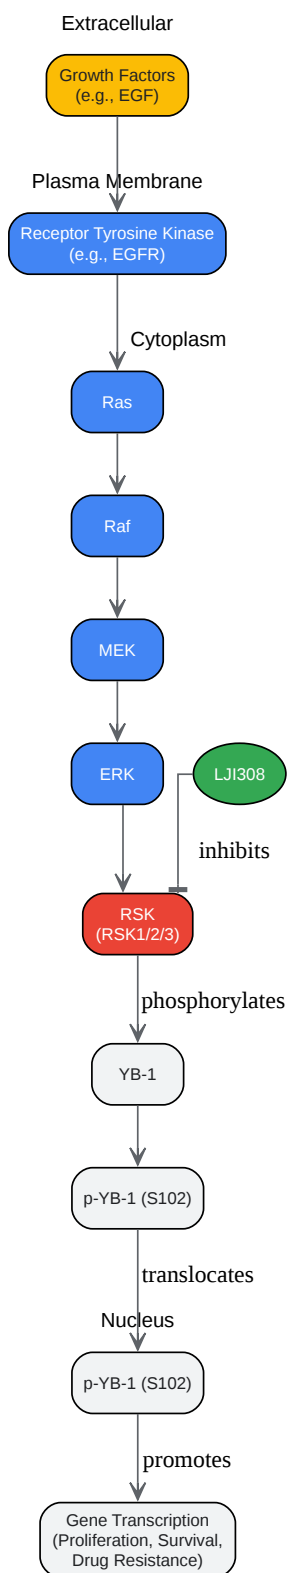 Extracellular
Growth Factors
(e.g., EGF)
Plasma Membrane
Receptor Tyrosine Kinase
(e.g., EGFR)
Cytoplasm
Ras
Raf
MEK
ERK
LJI308
inhibits
RSK
(RSK1/2/3)
phosphorylates
YB-1
p-YB-1 (S102)
translocates
Nucleus
p-YB-1 (S102)
promotes
Gene Transcription
(Proliferation, Survival,
Drug Resistance)